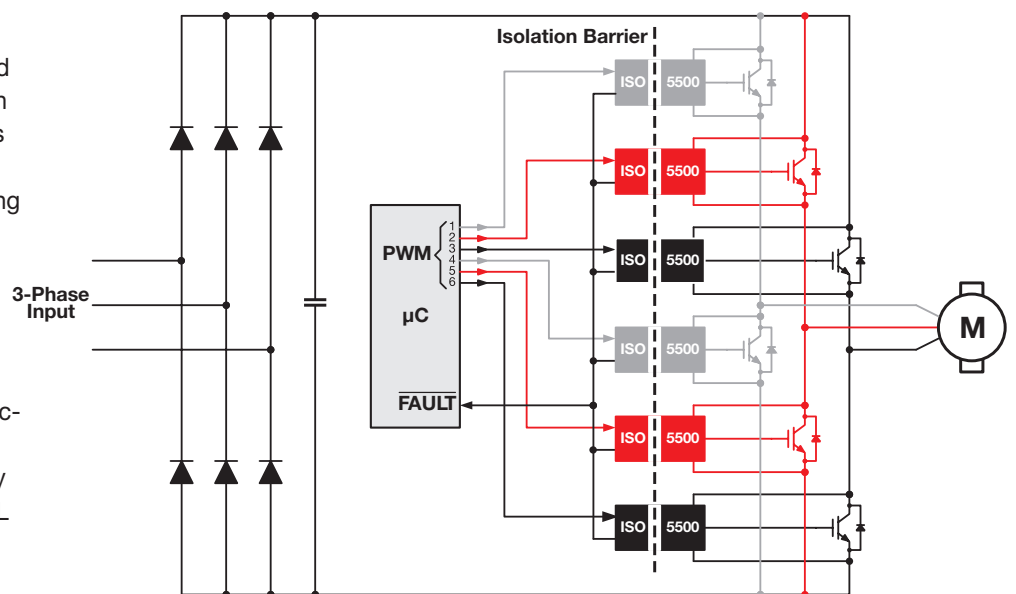 d
n
s
ng
c-
y
–
Isolation Barrier
ISO 5500
ISO 5500
ISO 5500
ISO 5500
ISO 5500
ISO 5500
PWM
1
2
3
4
5
6
µC
FAULT
3-Phase
Input
M